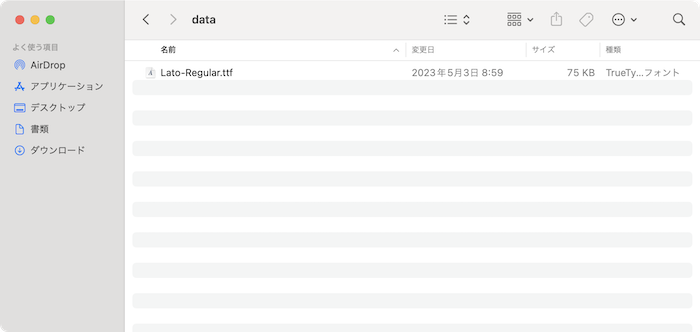 data
よく使う項目
AirDrop
アプリケーション
デスクトップ
書類
ダウンロード
名前 変更日 サイズ 種類
Lato-Regular.ttf 2023年5月3日 8:59 75 KB TrueTy...フォント